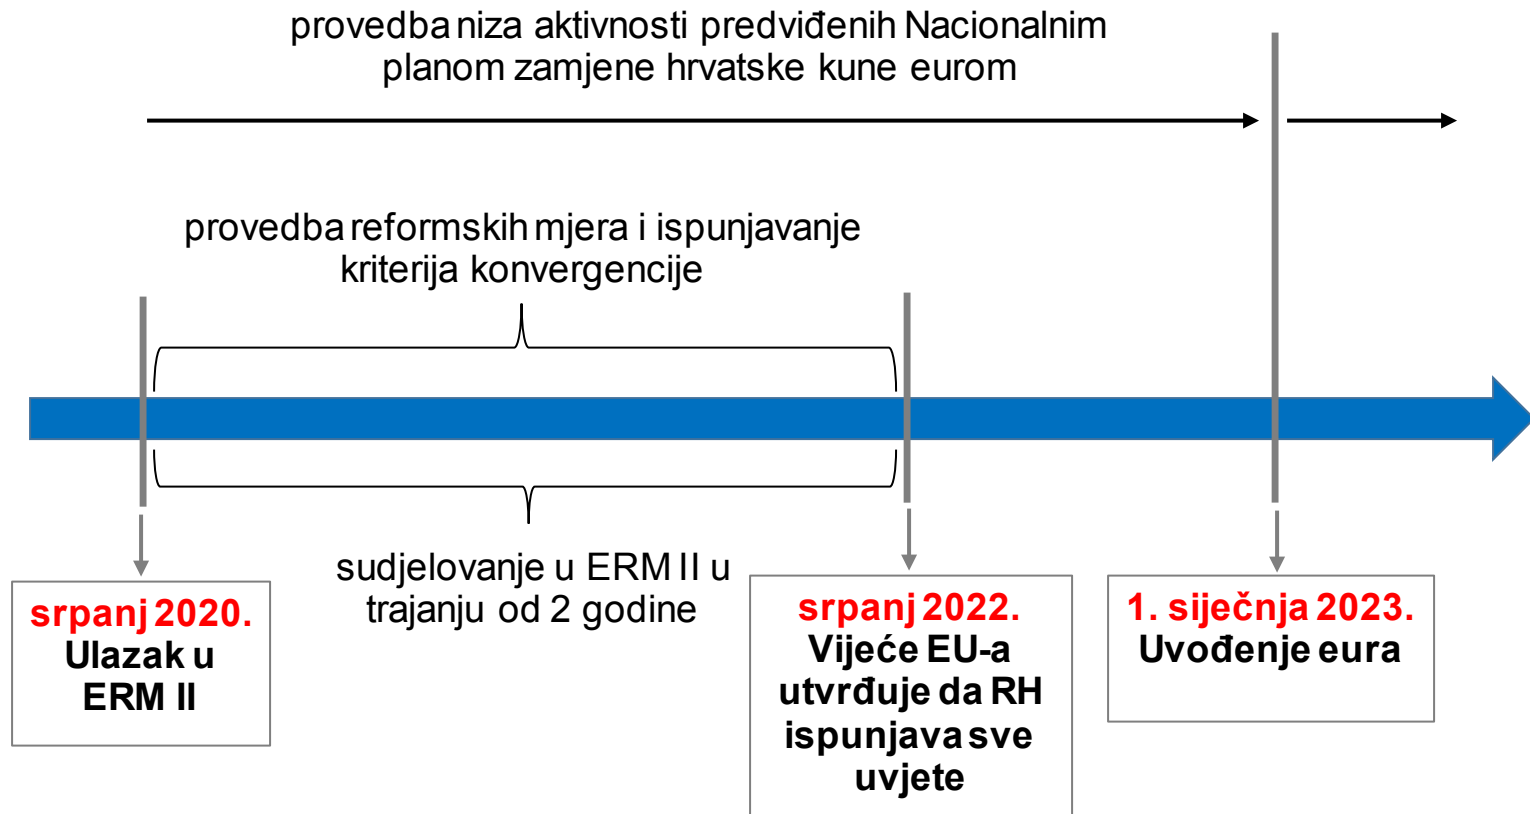 provedba niza aktivnosti predviđenih Nacionalnim
planom zamjene hrvatske kune eurom
provedba reformskih mjera i ispunjavanje
kriterija konvergencije
sudjelovanje u ERM II u
trajanju od 2 godine
srpanj 2020.
Ulazak u
ERM II
srpanj 2022.
Vijeće EU-a
utvrđuje da RH
ispunjava sve
uvjete
1. siječnja 2023.
Uvođenje eura